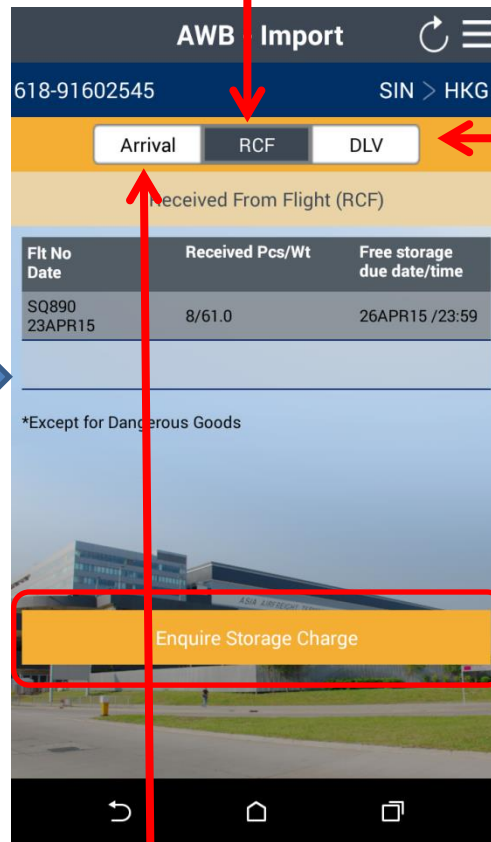 AWB - Import
618-91602545 SIN > HKG
Arrival RCF DLV
Received From Flight (RCF)
Flt No Received Pcs/Wt Free storage
Date due date/time
SQ890 8/61.0 26APR15 /23:59
23APR15
*Except for Dangerous Goods
Enquire Storage Charge